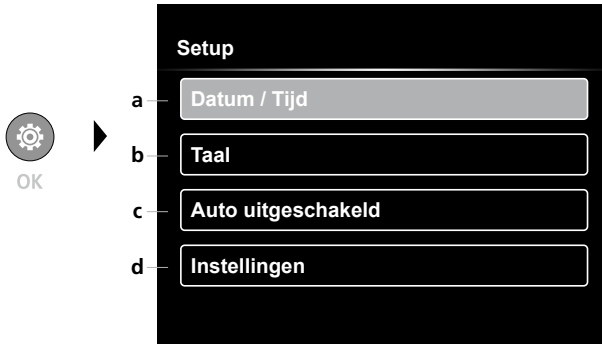 Setup
a Datum / Tijd
b Taal
OK
c Auto uitgeschakeld
d Instellingen